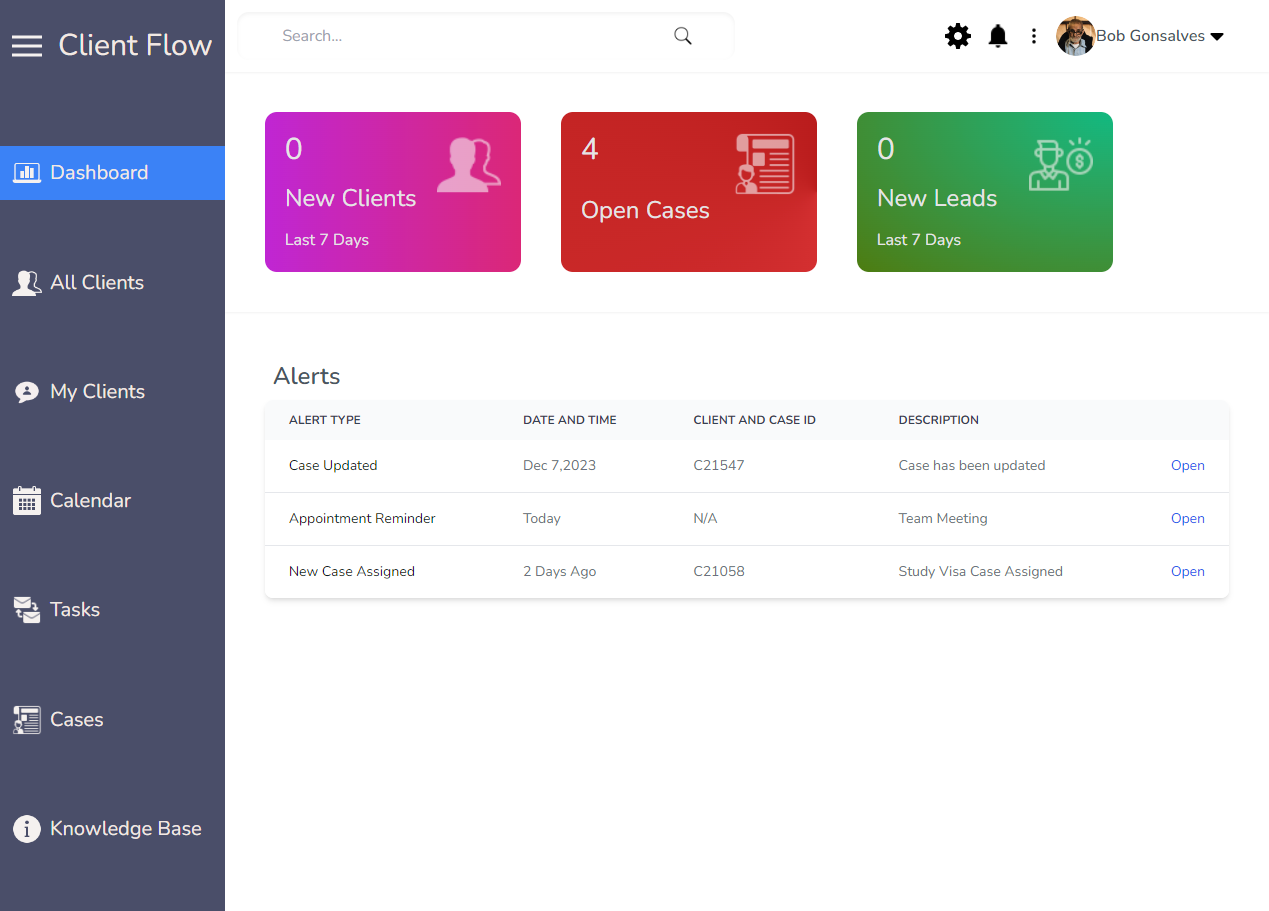 Client Flow
Search...
Bob Gonsalves
Dashboard
All Clients
My Clients
Calendar
Tasks
Cases
Knowledge Base
0
New Clients
Last 7 Days
4
Open Cases
0
New Leads
Last 7 Days
Alerts
ALERT TYPE DATE AND TIME CLIENT AND CASE ID DESCRIPTION
Case Updated Dec 7,2023 C21547 Case has been updated Open
Appointment Reminder Today N/A Team Meeting Open
New Case Assigned 2 Days Ago C21058 Study Visa Case Assigned Open